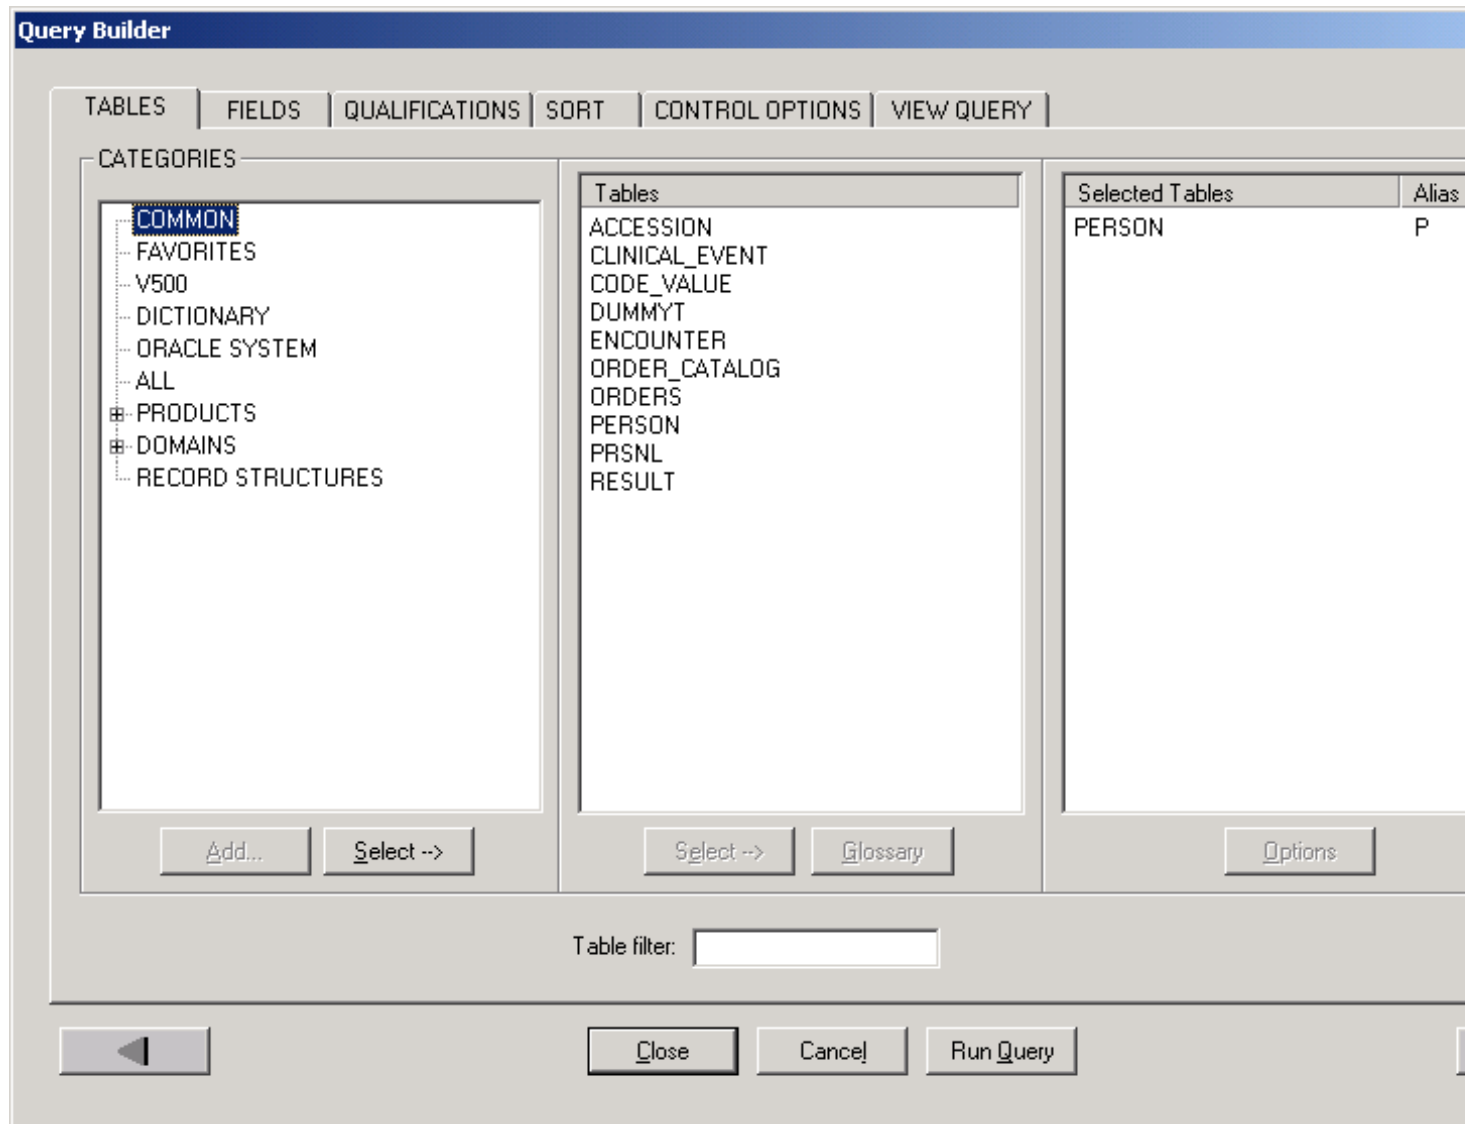 Query Builder
TABLES FIELDS QUALIFICATIONS SORT CONTROL OPTIONS VIEW QUERY
CATEGORIES
COMMON
FAVORITES
V500
DICTIONARY
ORACLE SYSTEM
ALL
PRODUCTS
DOMAINS
RECORD STRUCTURES
Add...
Select -->
Tables
ACCESSION
CLINICAL_EVENT
CODE_VALUE
DUMMYT
ENCOUNTER
ORDER_CATALOG
ORDERS
PERSON
PRSNL
RESULT
Select -->
Glossary
Selected Tables Alias
PERSON P
Options
Table filter:
Close
Cancel
Run Query